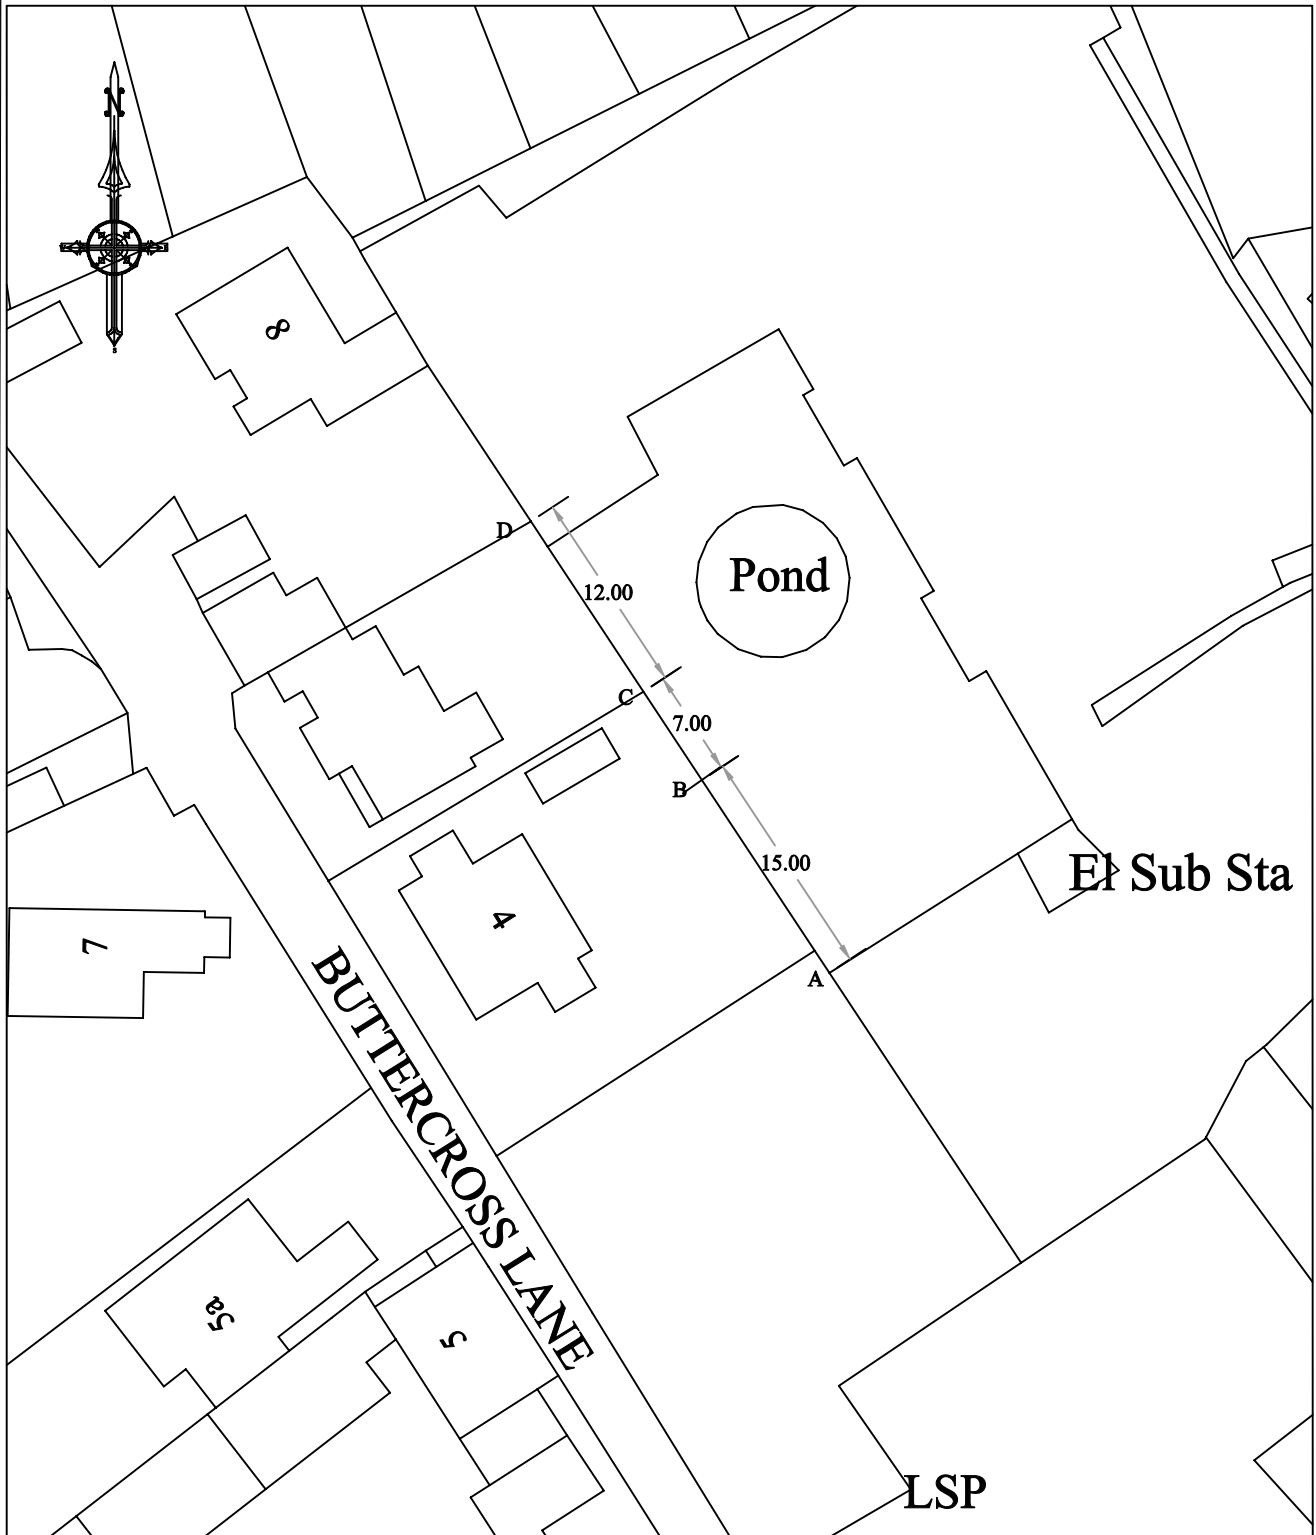 N
S
8
D
12.00
Pond
C
7.00
B
15.00
El Sub Sta
4
7
A
BUTTERCROSS LANE
5a
5
LSP